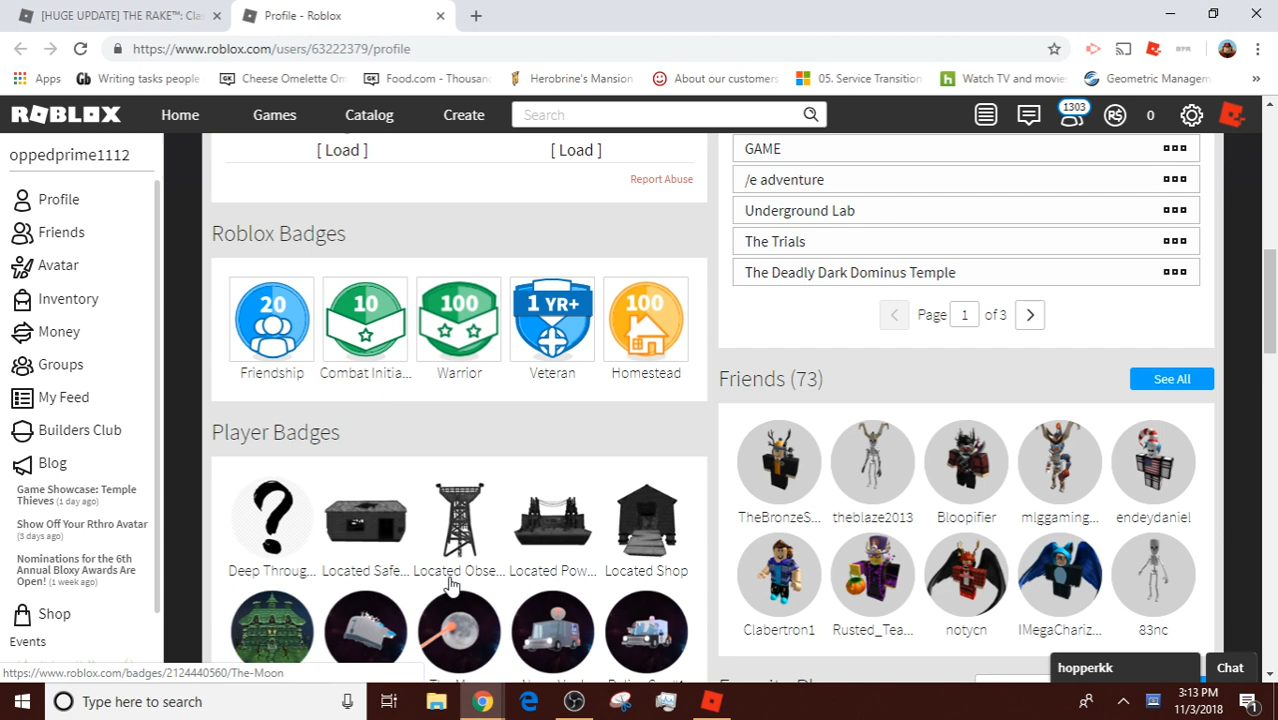 [HUGE UPDATE] THE RAKE™: Cla
Profile - Roblox
https://www.roblox.com/users/63222379/profile
Apps
Writing tasks people
Cheese Omelette On
Food.com - Thousan
Herobrine's Mansion
About our customers
05. Service Transition
Watch TV and movie
Geometric Managem
ROBLOX
Home
Games
Catalog
Create
Search
1303
R$
0
oppedprime1112
Profile
Friends
Avatar
Inventory
Money
Groups
My Feed
Builders Club
Blog
Game Showcase: Temple
Thieves (1 day ago)
Show Off Your Rthro Avatar
(3 days ago)
Nominations for the 6th
Annual Bloxy Awards Are
Open! (1 week ago)
Shop
Events
[ Load ]
[ Load ]
Report Abuse
Roblox Badges
20
10
100
1 YR+
100
Friendship
Combat Initia...
Warrior
Veteran
Homestead
Player Badges
Deep Throug...
Located Safe...
Located Obse...
Located Pow...
Located Shop
GAME
/e adventure
Underground Lab
The Trials
The Deadly Dark Dominus Temple
Page 1 of 3
Friends (73)
See All
TheBronzeS...
theblaze2013
Bloopifier
mlggaming...
endeydaniel
Clabertron1
Rusted_Tea...
notycn
IMegaChariz...
83nc
hopperkk
Chat
https://www.roblox.com/badges/2124440560/The-Moon
Type here to search
3:13 PM
11/3/2018
1